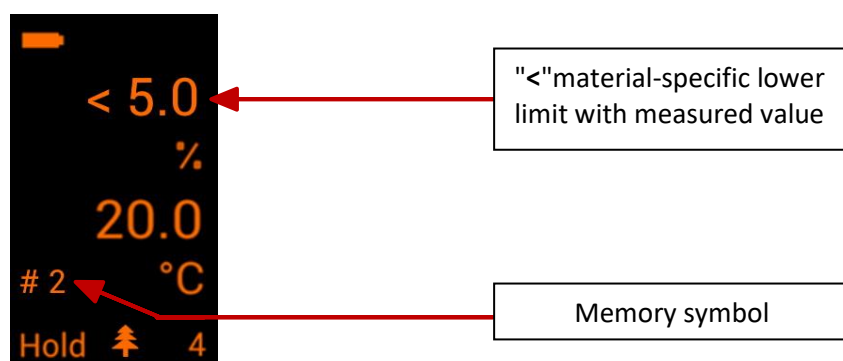 < 5.0
%
20.0
# 2 °C
Hold 4
"<"material-specific lower
limit with measured value
Memory symbol